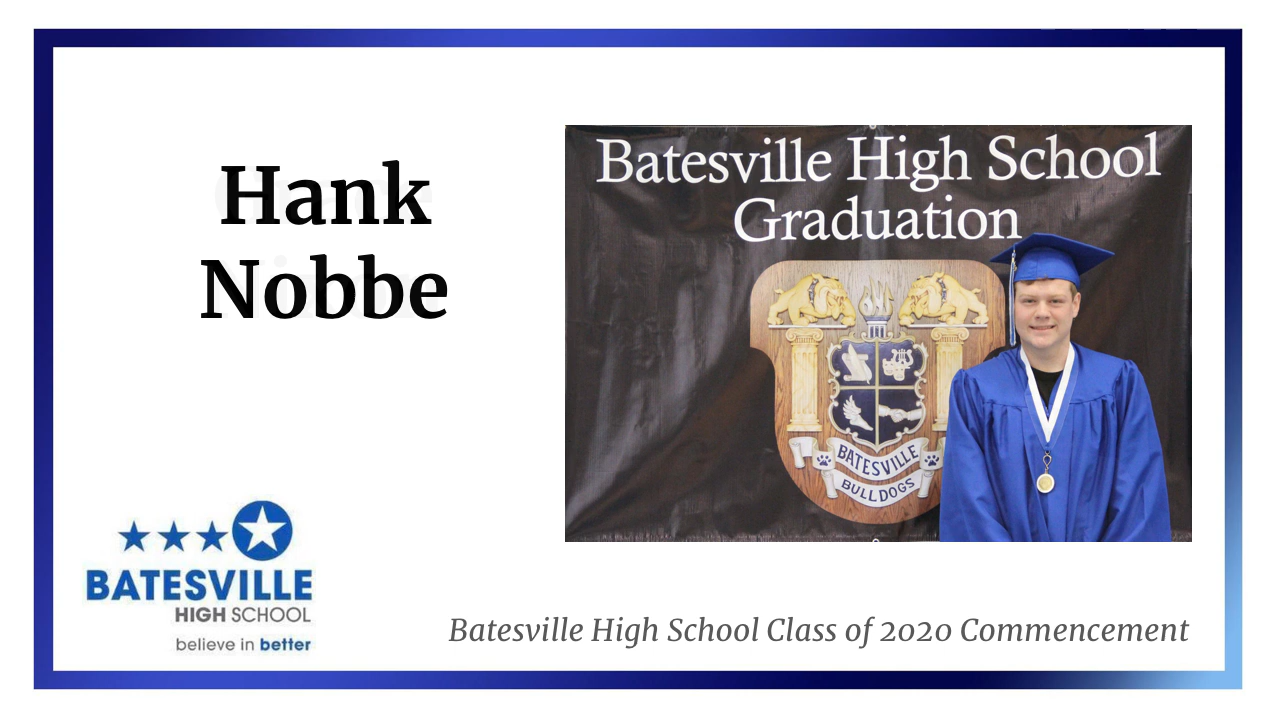 Hank
Nobbe
Batesville High School
Graduation
BATESVILLE
BULLDOGS
BATESVILLE
HIGH SCHOOL
believe in better
Batesville High School Class of 2020 Commencement